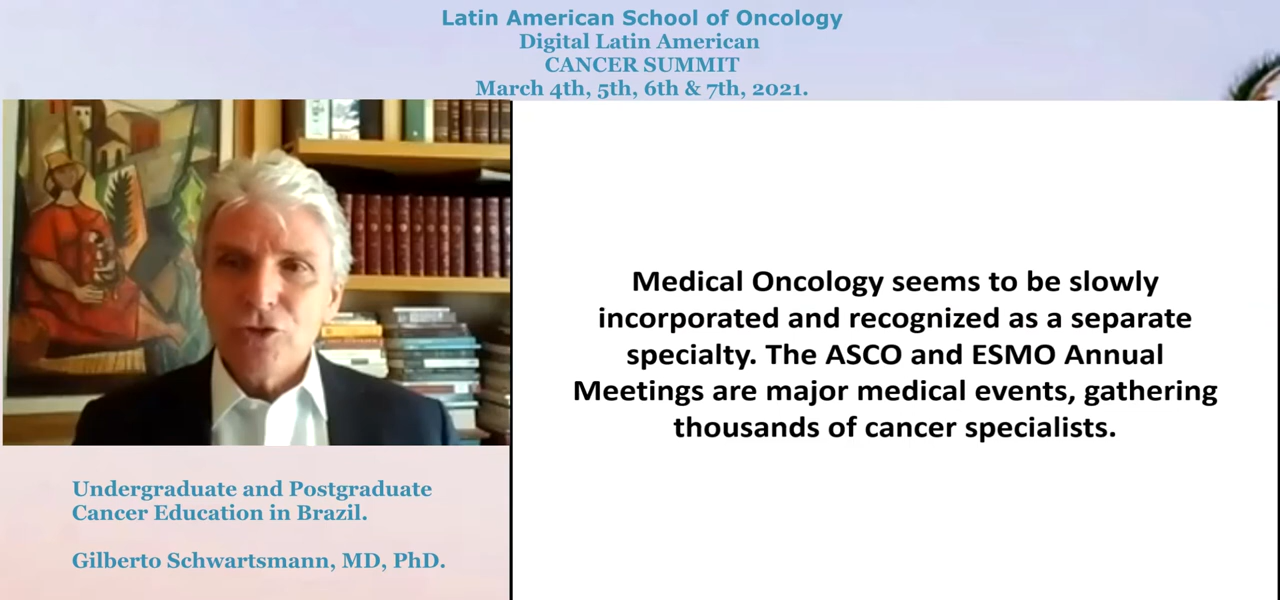 Latin American School of Oncology
Digital Latin American
CANCER SUMMIT
March 4th, 5th, 6th & 7th, 2021.
Medical Oncology seems to be slowly
incorporated and recognized as a separate
specialty. The ASCO and ESMO Annual
Meetings are major medical events, gathering
thousands of cancer specialists.
Undergraduate and Postgraduate
Cancer Education in Brazil.
Gilberto Schwartsmann, MD, PhD.